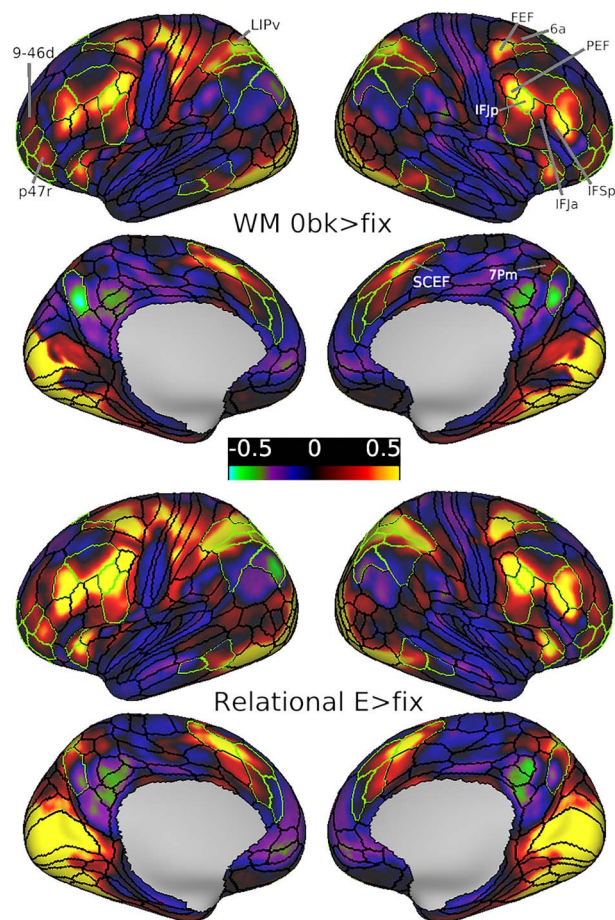 LIPv
9-46d
p47r
FEF
6a
PEF
IFJp
IFSp
IFJa
WM 0bk>fix
SCEF
7Pm
-0.5 0 0.5
Relational E>fix